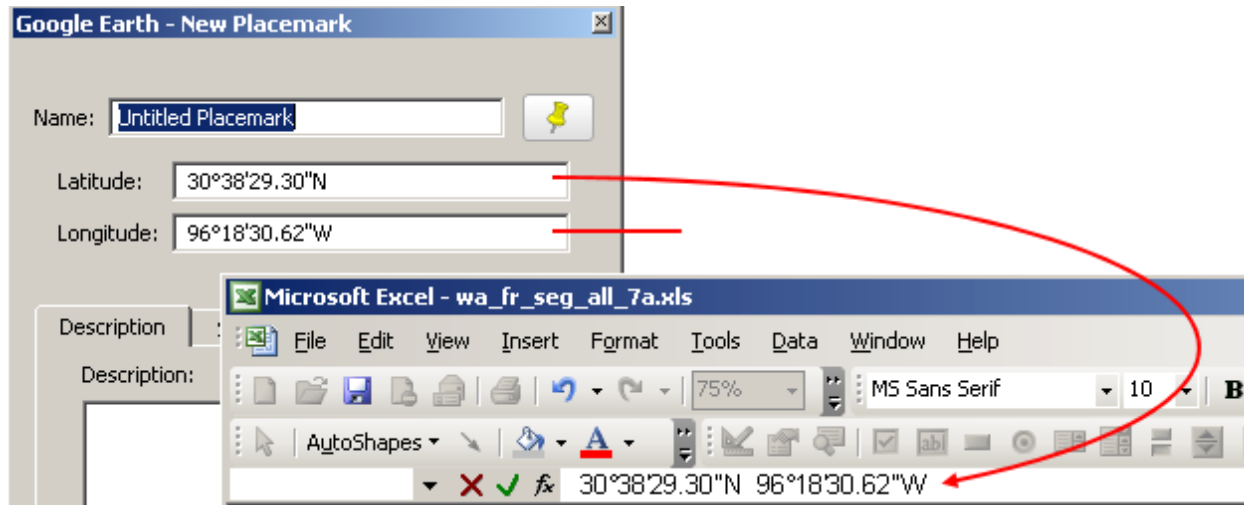 Google Earth - New Placemark
Name: Untitled Placemark
Latitude: 30°38'29.30"N
Longitude: 96°18'30.62"W
Microsoft Excel - wa_fr_seg_all_7a.xls
Description
File Edit View Insert Format Tools Data Window Help
Description:
75% MS Sans Serif 10 B
AutoShapes A ab
fx 30°38'29.30"N 96°18'30.62"W